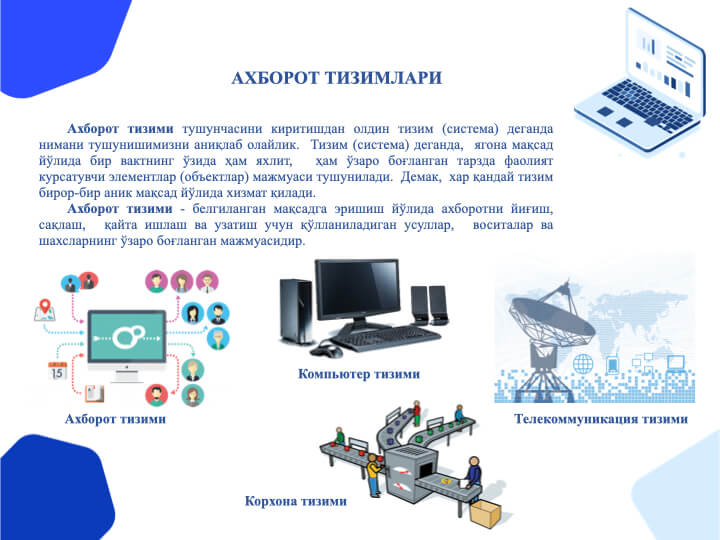 АХБОРОТ ТИЗИМЛАРИ
Ахборот тизими тушунчасини киритишдан олдин тизим (система) деганда
нимани тушунишимизни аниқлаб олайлик. Тизим (система) деганда, ягона мақсад
йўлида бир вактнинг ўзида ҳам яхлит, ҳам ўзаро боғланган тарзда фаолият
курсатувчи элементлар (объектлар) мажмуаси тушунилади. Демак, хар қандай тизим
бирор-бир аник мақсад йўлида хизмат қилади.
Ахборот тизими - белгиланган мақсадга эришиш йўлида ахборотни йиғиш,
сақлаш, қайта ишлаш ва узатиш учун қўлланиладиган усуллар, воситалар ва
шахсларнинг ўзаро боғланган мажмуасидир.
15
Компьютер тизими
Ахборот тизими
Телекоммуникация тизими
Корхона тизими